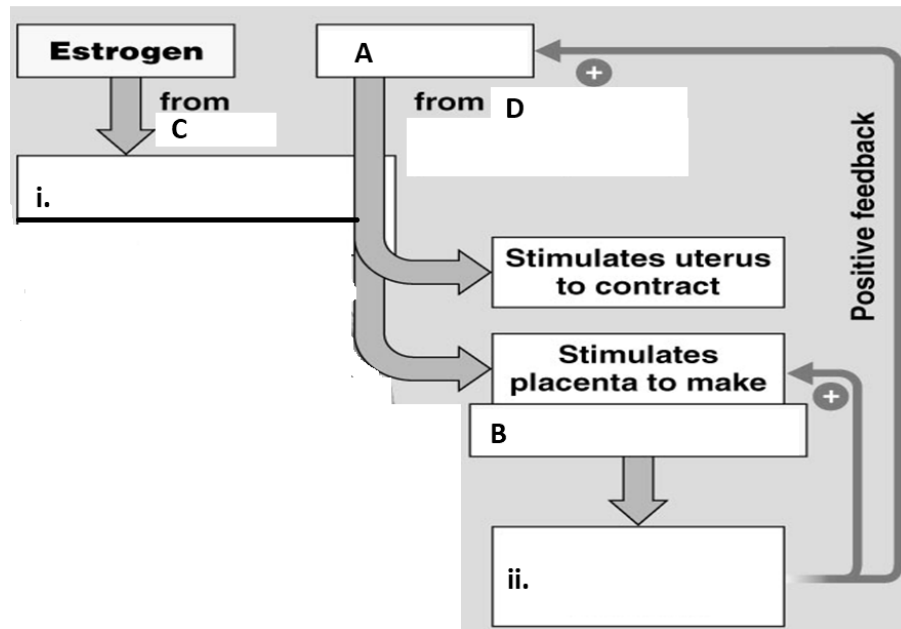 Estrogen
A
from
C
from D
i.
Stimulates uterus
to contract
Stimulates
placenta to make
B
ii.
+
+
Positive feedback